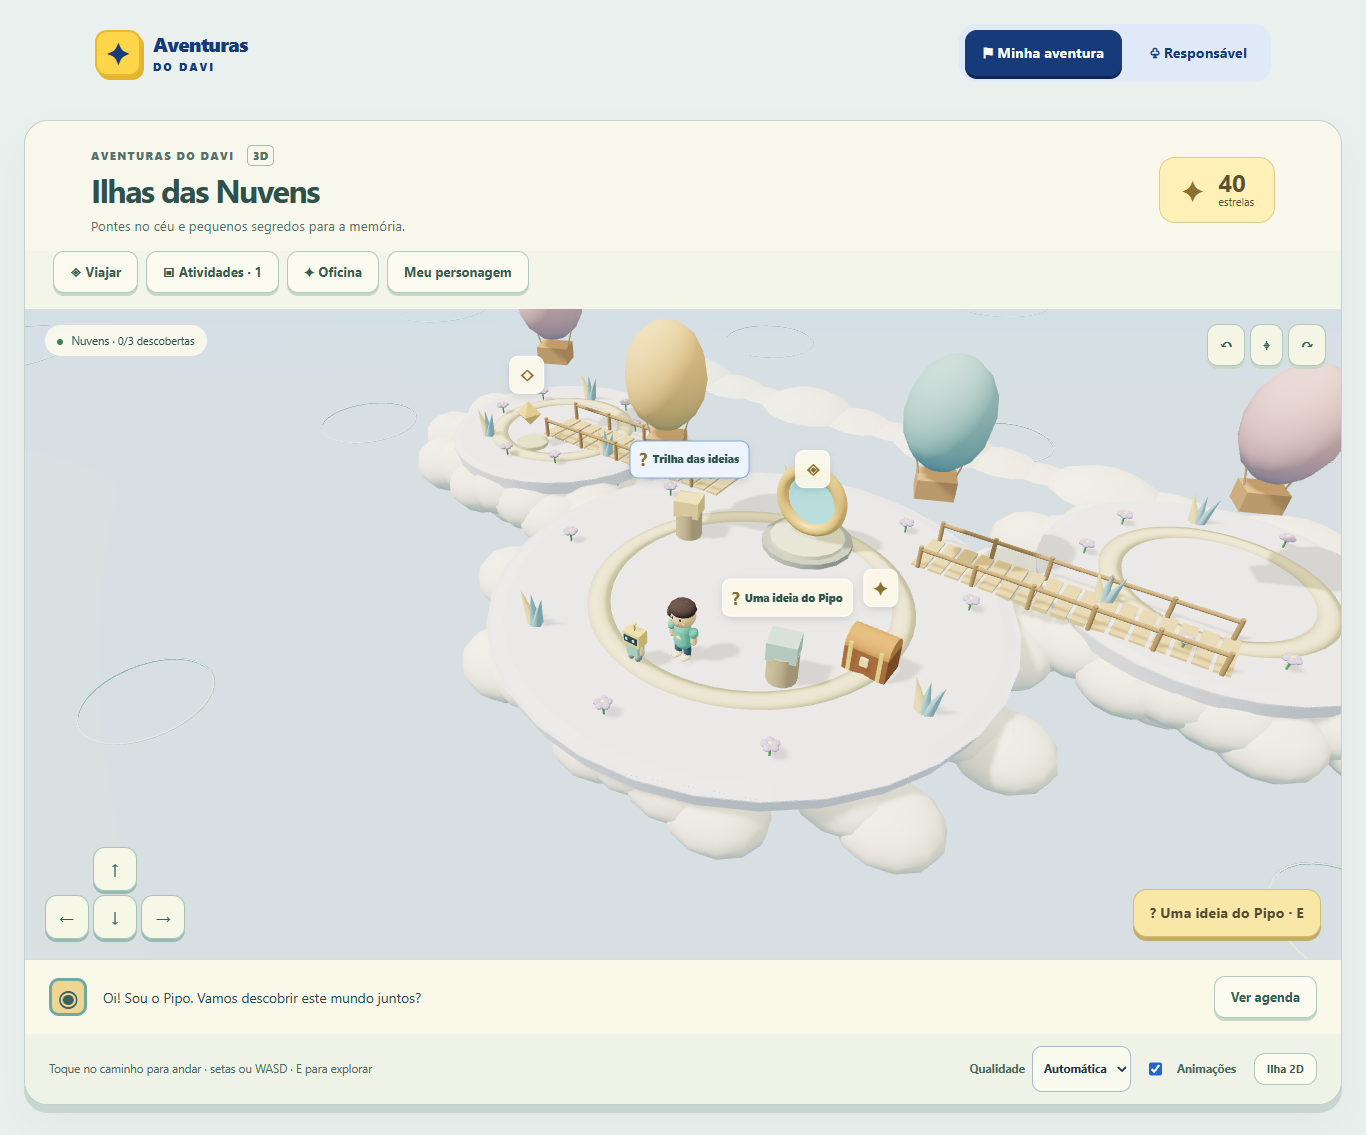 Aventuras
DO DAVI
Minha aventura
Responsável
AVENTURAS DO DAVI 3D
Ilhas das Nuvens
Pontes no céu e pequenos segredos para a memória.
40
estrelas
Viajar
Atividades · 1
Oficina
Meu personagem
Nuvens · 0/3 descobertas
? Trilha das ideias
? Uma ideia do Pipo
? Uma ideia do Pipo · E
Oi! Sou o Pipo. Vamos descobrir este mundo juntos?
Ver agenda
Toque no caminho para andar · setas ou WASD · E para explorar
Qualidade
Automática
Animações
Ilha 2D